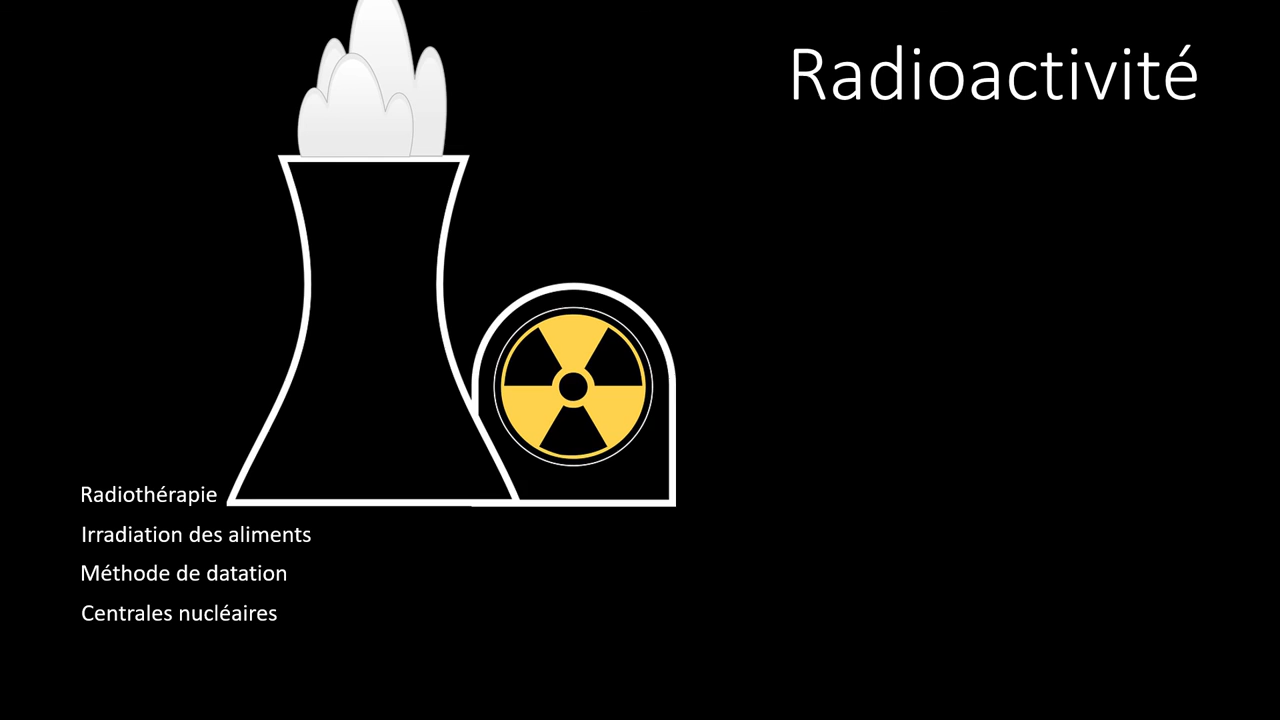 Radioactivité
Radiothérapie
Irradiation des aliments
Méthode de datation
Centrales nucléaires